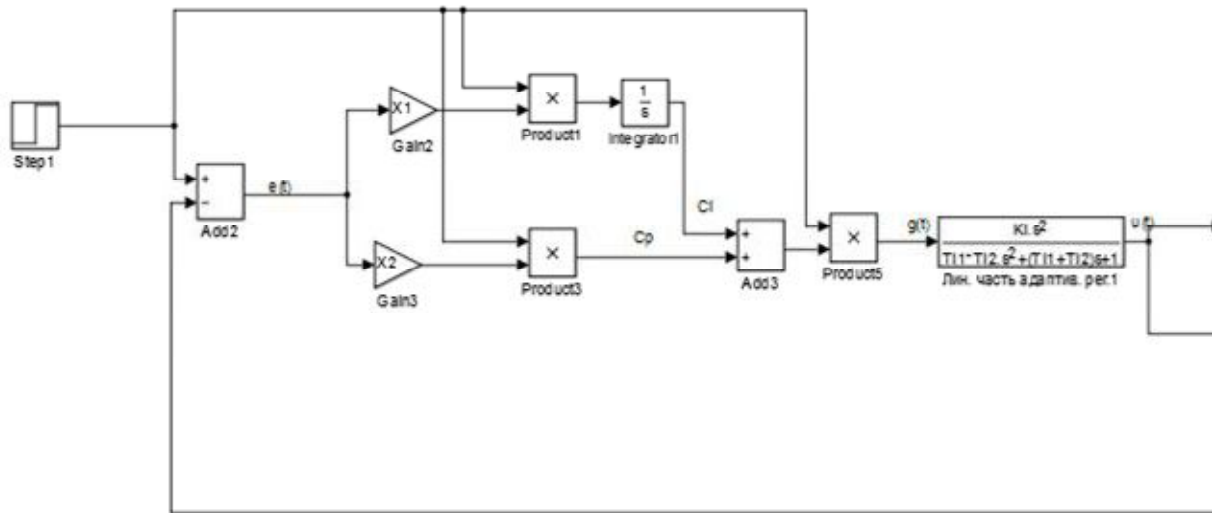 Step1
+
−
Add2
e(t)
X1
Gain2
X2
Gain3
×
Product1
1
s
Integrator1
×
Product3
CI
Cp
+
+
Add3
×
Product5
g(t)
KI.s²
TI1*TI2.s²+(TI1+TI2)s+1
Лин. часть адаптив. рег.1
u(t)